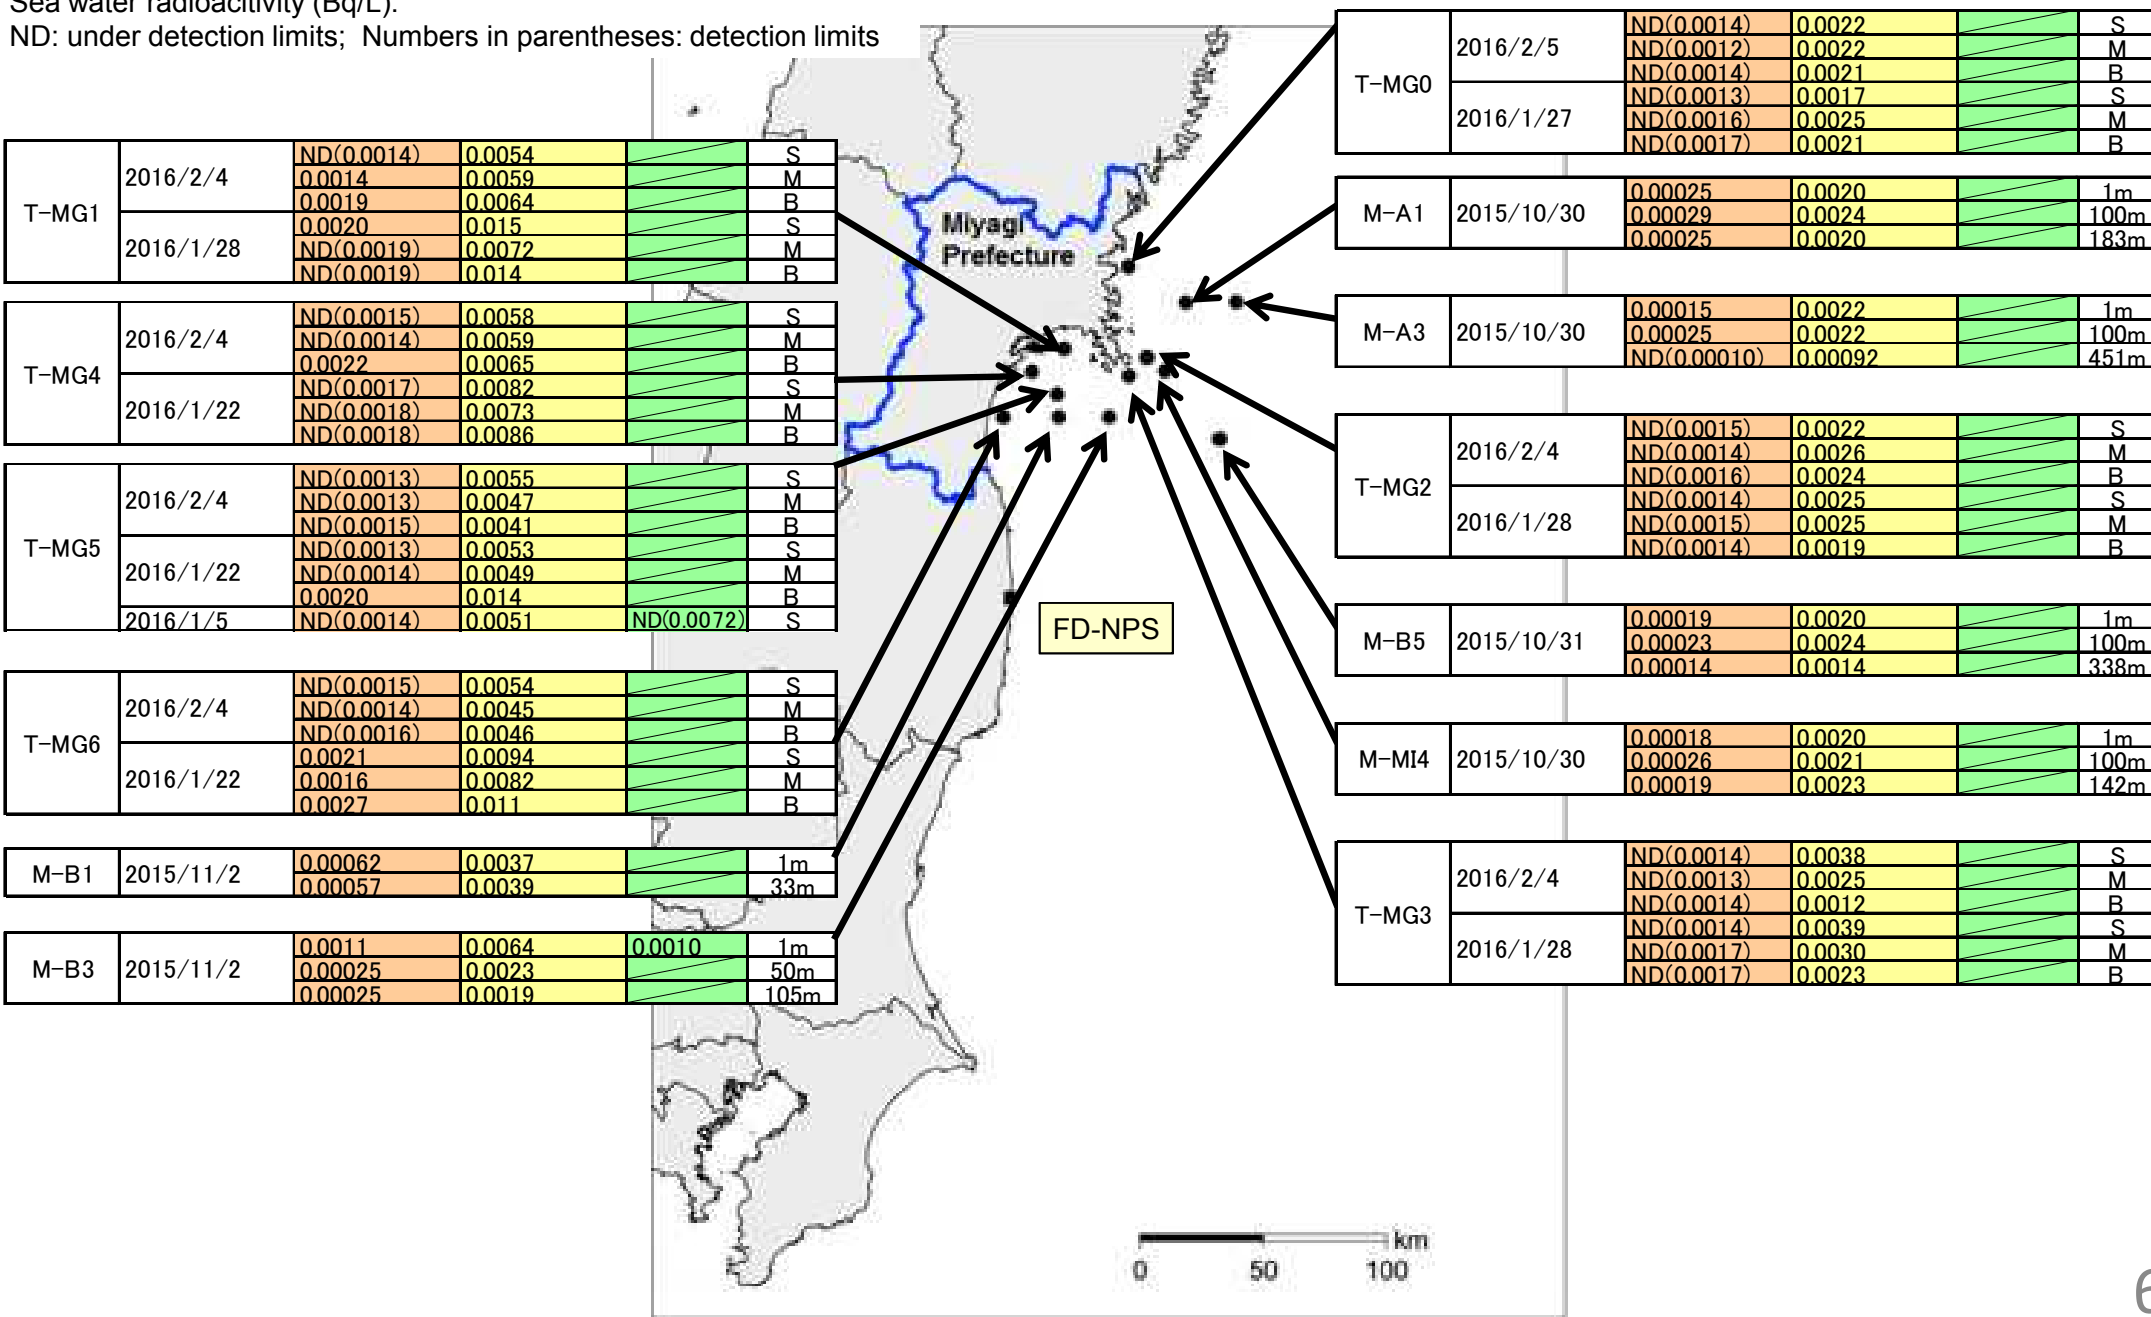 Sea water radioacitivity (Bq/L).
ND: under detection limits; Numbers in parentheses: detection limits
T-MG1
2016/2/4
ND(0.0014) 0.0054 S
0.0014 0.0059 M
0.0019 0.0064 B
2016/1/28
0.0020 0.015 S
ND(0.0019) 0.0072 M
ND(0.0019) 0.014 B
T-MG4
2016/2/4
ND(0.0015) 0.0058 S
ND(0.0014) 0.0059 M
0.0022 0.0065 B
2016/1/22
ND(0.0017) 0.0082 S
ND(0.0018) 0.0073 M
ND(0.0018) 0.0086 B
T-MG5
2016/2/4
ND(0.0013) 0.0055 S
ND(0.0013) 0.0047 M
ND(0.0015) 0.0041 B
2016/1/22
ND(0.0013) 0.0053 S
ND(0.0014) 0.0049 M
0.0020 0.014 B
2016/1/5 ND(0.0014) 0.0051 ND(0.0072) S
T-MG6
2016/2/4
ND(0.0015) 0.0054 S
ND(0.0014) 0.0045 M
ND(0.0016) 0.0046 B
2016/1/22
0.0021 0.0094 S
0.0016 0.0082 M
0.0027 0.011 B
M-B1 2015/11/2
0.00062 0.0037 1m
0.00057 0.0039 33m
M-B3 2015/11/2
0.0011 0.0064 0.0010 1m
0.00025 0.0023 50m
0.00025 0.0019 105m
Miyagi
Prefecture
FD-NPS
T-MG0
2016/2/5
ND(0.0014) 0.0022 S
ND(0.0012) 0.0022 M
ND(0.0014) 0.0021 B
2016/1/27
ND(0.0013) 0.0017 S
ND(0.0016) 0.0025 M
ND(0.0017) 0.0021 B
M-A1 2015/10/30
0.00025 0.0020 1m
0.00029 0.0024 100m
0.00025 0.0020 183m
M-A3 2015/10/30
0.00015 0.0022 1m
0.00025 0.0022 100m
ND(0.00010) 0.00092 451m
T-MG2
2016/2/4
ND(0.0015) 0.0022 S
ND(0.0014) 0.0026 M
ND(0.0016) 0.0024 B
2016/1/28
ND(0.0014) 0.0025 S
ND(0.0015) 0.0025 M
ND(0.0014) 0.0019 B
M-B5 2015/10/31
0.00019 0.0020 1m
0.00023 0.0024 100m
0.00014 0.0014 338m
M-MI4 2015/10/30
0.00018 0.0020 1m
0.00026 0.0021 100m
0.00019 0.0023 142m
T-MG3
2016/2/4
ND(0.0014) 0.0038 S
ND(0.0013) 0.0025 M
ND(0.0014) 0.0012 B
2016/1/28
ND(0.0014) 0.0039 S
ND(0.0017) 0.0030 M
ND(0.0017) 0.0023 B
km
0 50 100
6